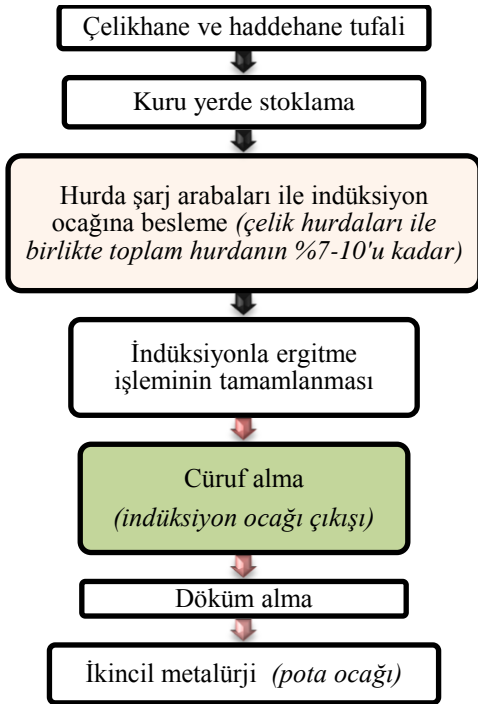 Çelikhane ve haddehane tufali
Kuru yerde stoklama
Hurda şarj arabaları ile indüksiyon
ocağına besleme (çelik hurdaları ile
birlikte toplam hurdanın %7-10'u kadar)
İndüksiyonla ergitme
işleminin tamamlanması
Cüruf alma
(indüksiyon ocağı çıkışı)
Döküm alma
İkincil metalürji (pota ocağı)